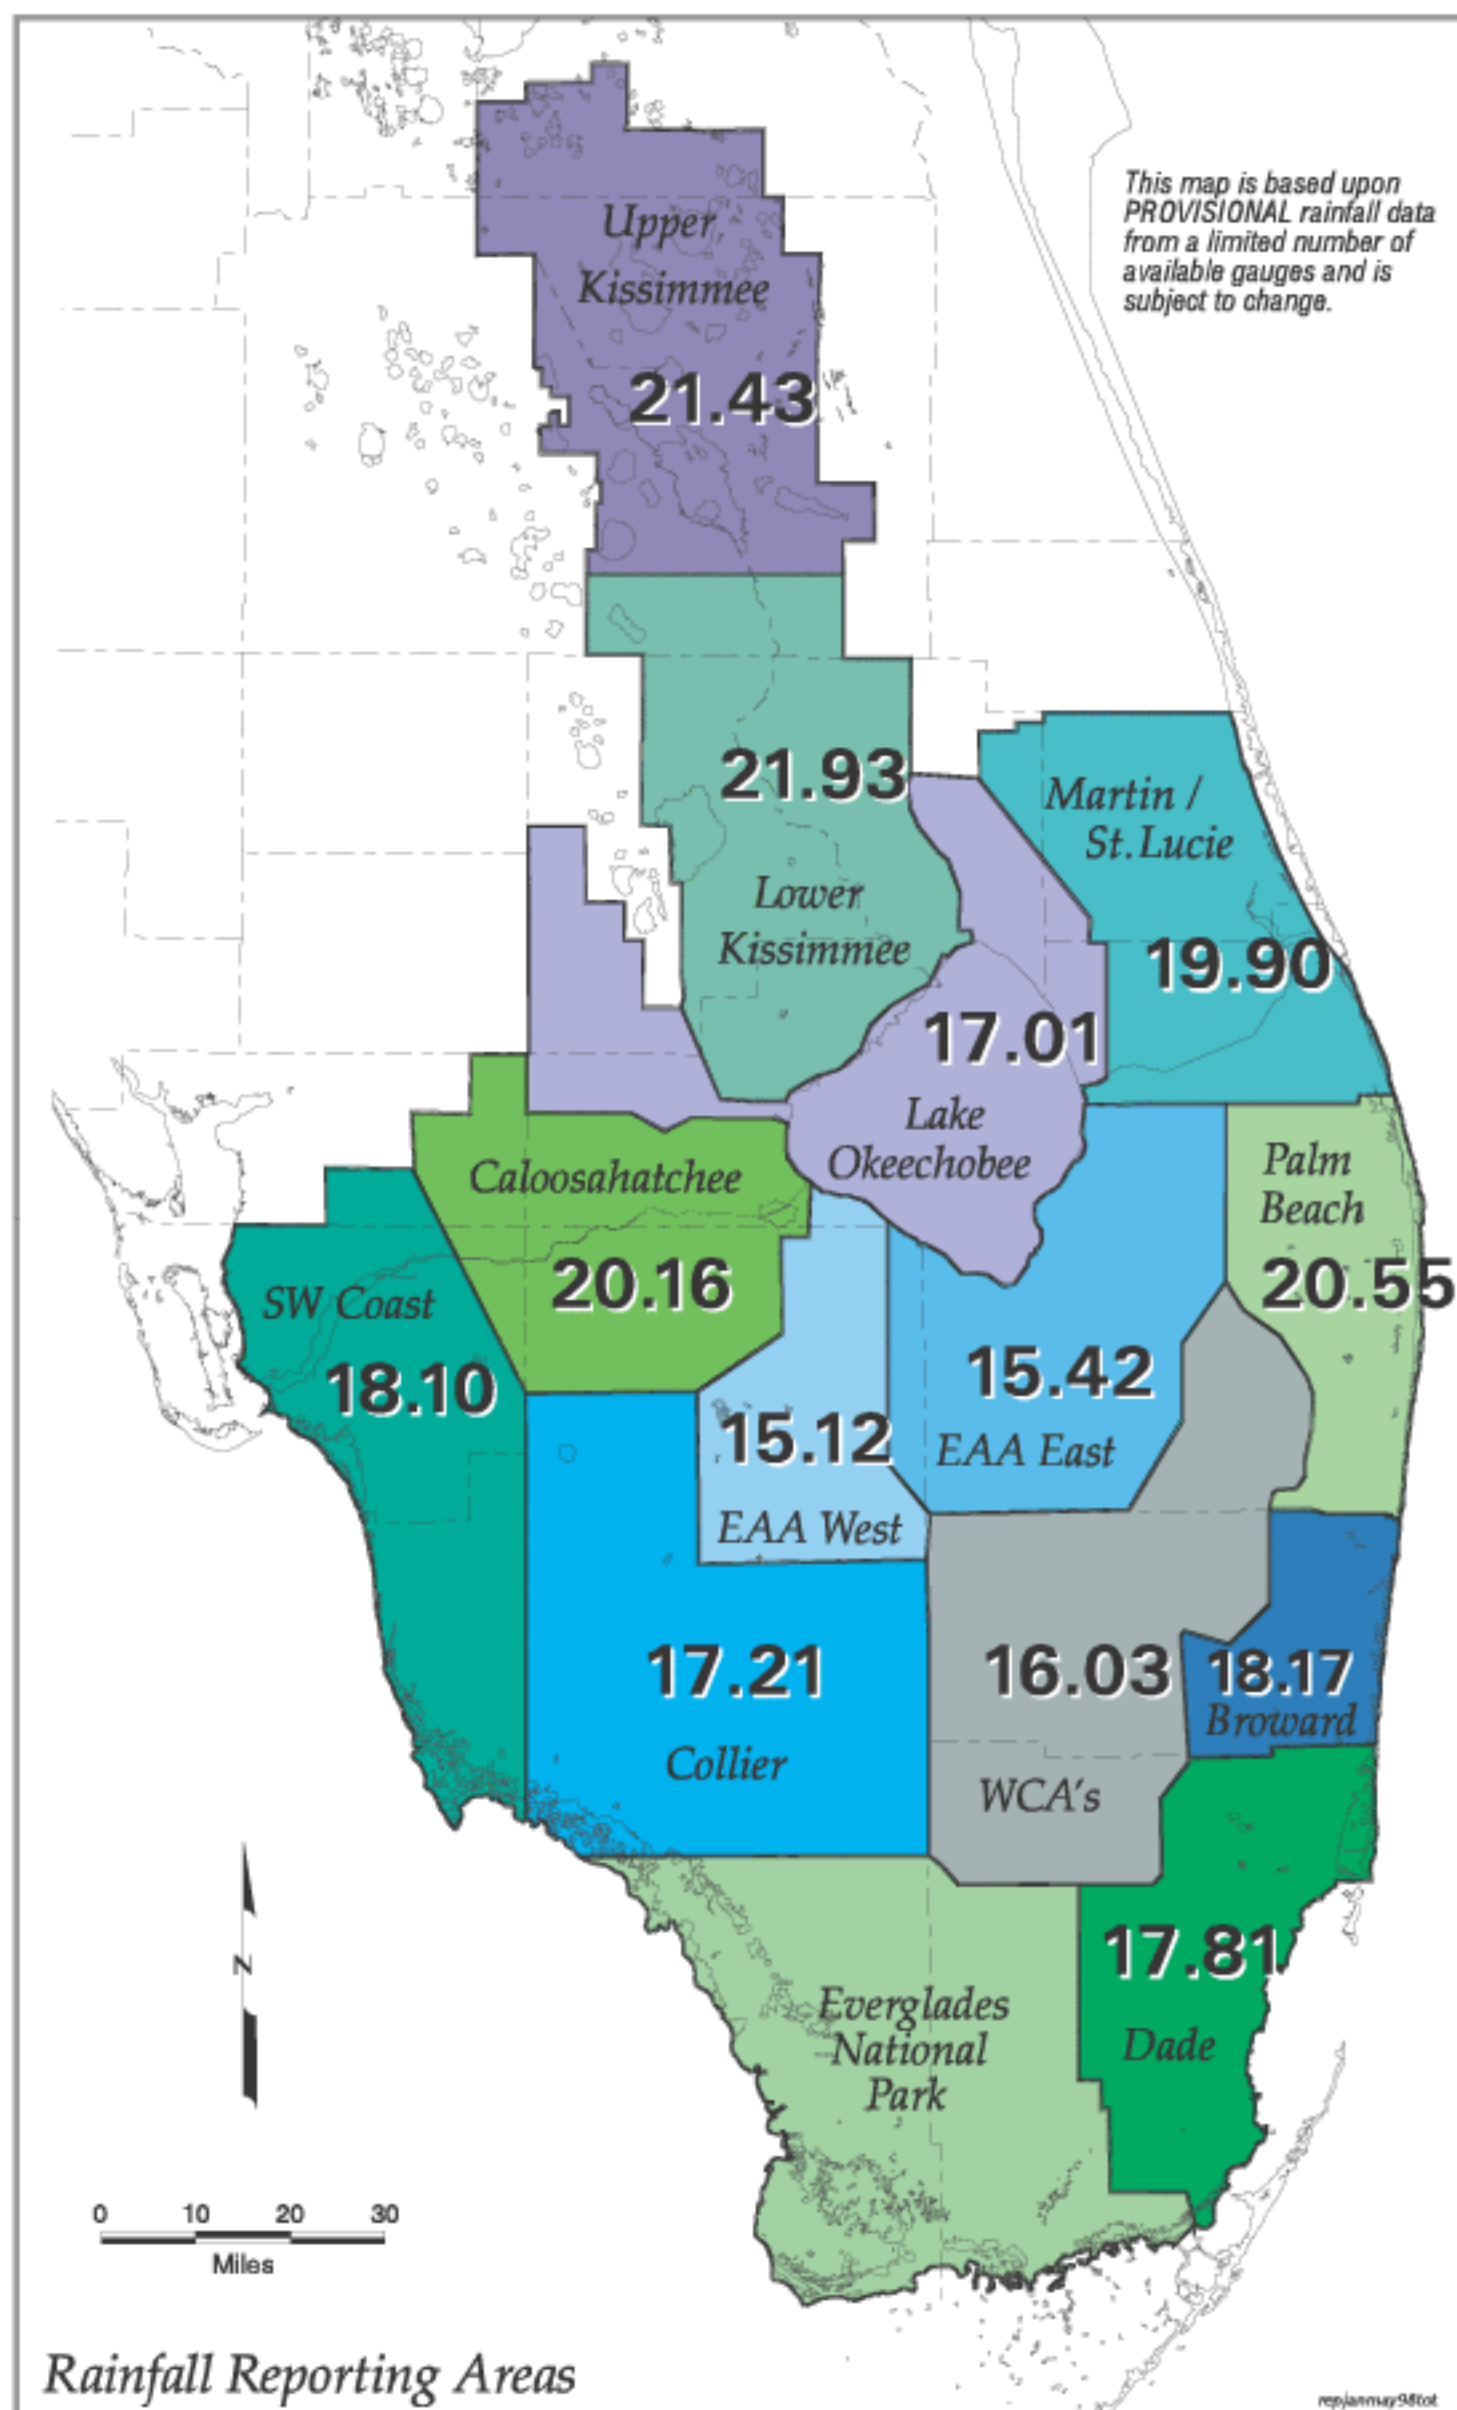 This map is based upon
PROVISIONAL rainfall data
from a limited number of
available gauges and is
subject to change.
Upper
Kissimmee
21.43
21.93
Lower
Kissimmee
Martin /
St. Lucie
19.90
17.01
Lake
Okeechobee
Caloosahatchee
20.16
Palm
Beach
20.55
SW Coast
18.10
15.42
EAA East
15.12
EAA West
17.21
Collier
16.03
WCA's
18.17
Broward
17.81
Dade
Everglades
National
Park
N
0 10 20 30
Miles
Rainfall Reporting Areas
repjanmay98tot